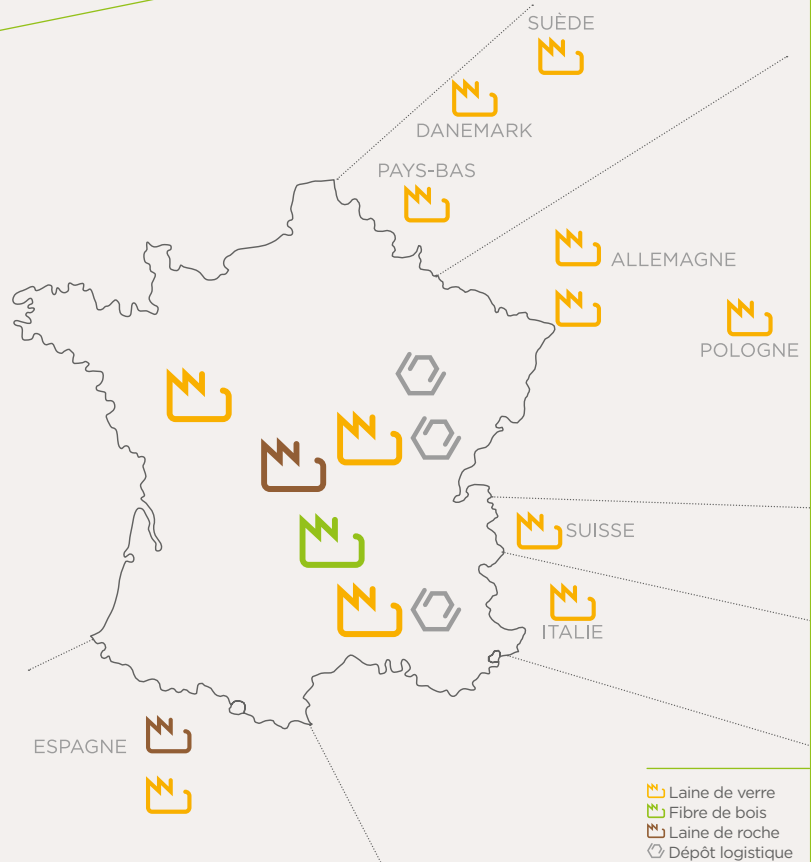 SUÈDE
DANEMARK
PAYS-BAS
ALLEMAGNE
POLOGNE
SUISSE
ITALIE
ESPAGNE
Laine de verre
Fibre de bois
Laine de roche
Dépôt logistique